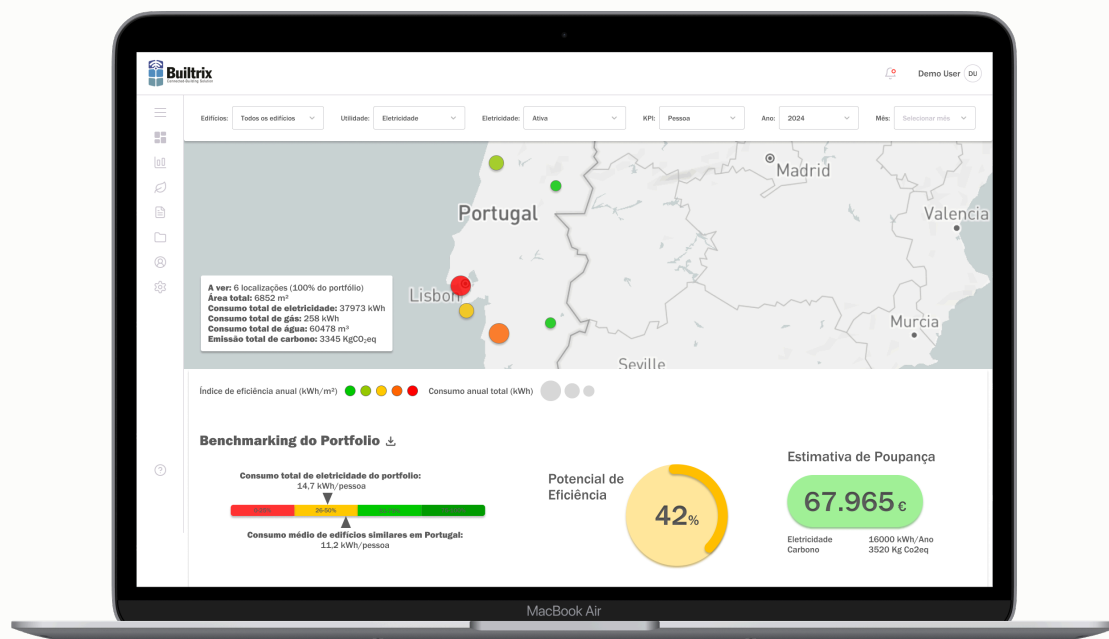 Builtrix
Demo User DU
Edifícios: Todos os edifícios Utilidade: Eletricidade Eletricidade: Ativa KPI: Pessoa Ano: 2024 Mês: Selecionar mês
Madrid
Portugal
Valencia
A ver: 6 localizações (100% do portfólio)
Área total: 6852 m²
Consumo total de eletricidade: 37973 kWh
Consumo total de gás: 258 kWh
Consumo total de água: 60478 m³
Emissão total de carbono: 3345 KgCO₂eq
Lisbon
Murcia
Seville
Índice de eficiência anual (kWh/m²) Consumo anual total (kWh)
Benchmarking do Portfolio
Consumo total de eletricidade do portfolio:
14,7 kWh/pessoa
26-50%
Consumo médio de edifícios similares em Portugal:
11,2 kWh/pessoa
Potencial de
Eficiência
42%
Estimativa de Poupança
67.965 €
Eletricidade 16000 kWh/Ano
Carbono 3520 Kg Co2eq
MacBook Air